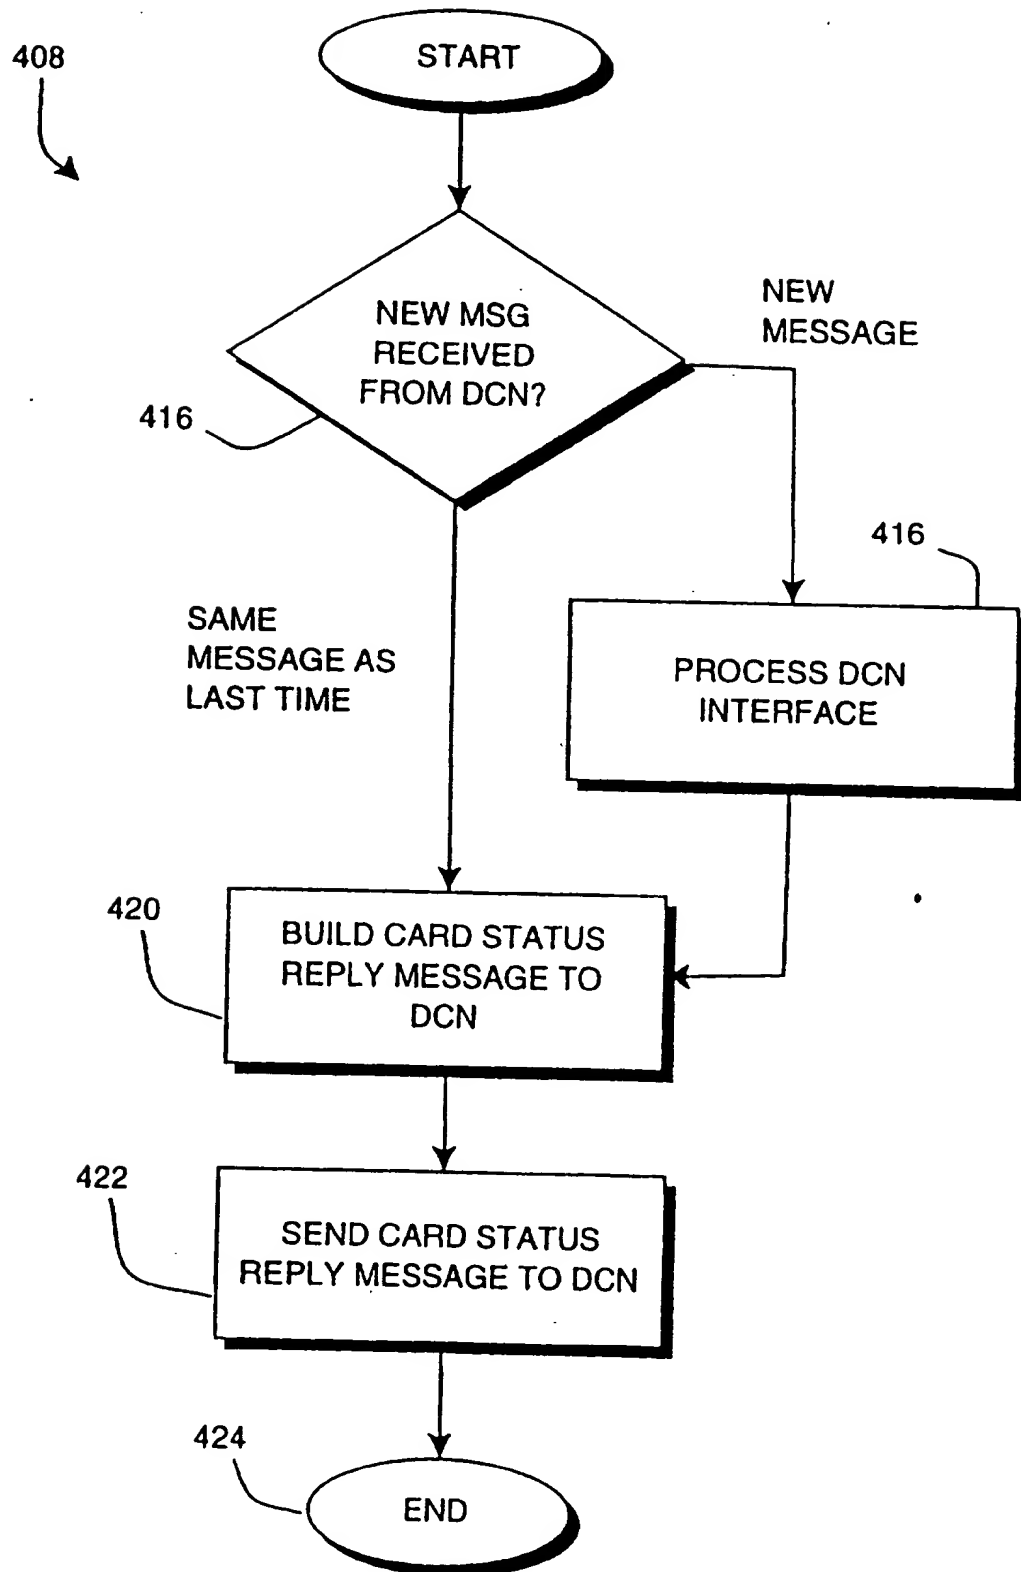 408
START
NEW MSG
RECEIVED
FROM DCN?
416
NEW
MESSAGE
416
SAME
MESSAGE AS
LAST TIME
PROCESS DCN
INTERFACE
420
BUILD CARD STATUS
REPLY MESSAGE TO
DCN
422
SEND CARD STATUS
REPLY MESSAGE TO DCN
424
END